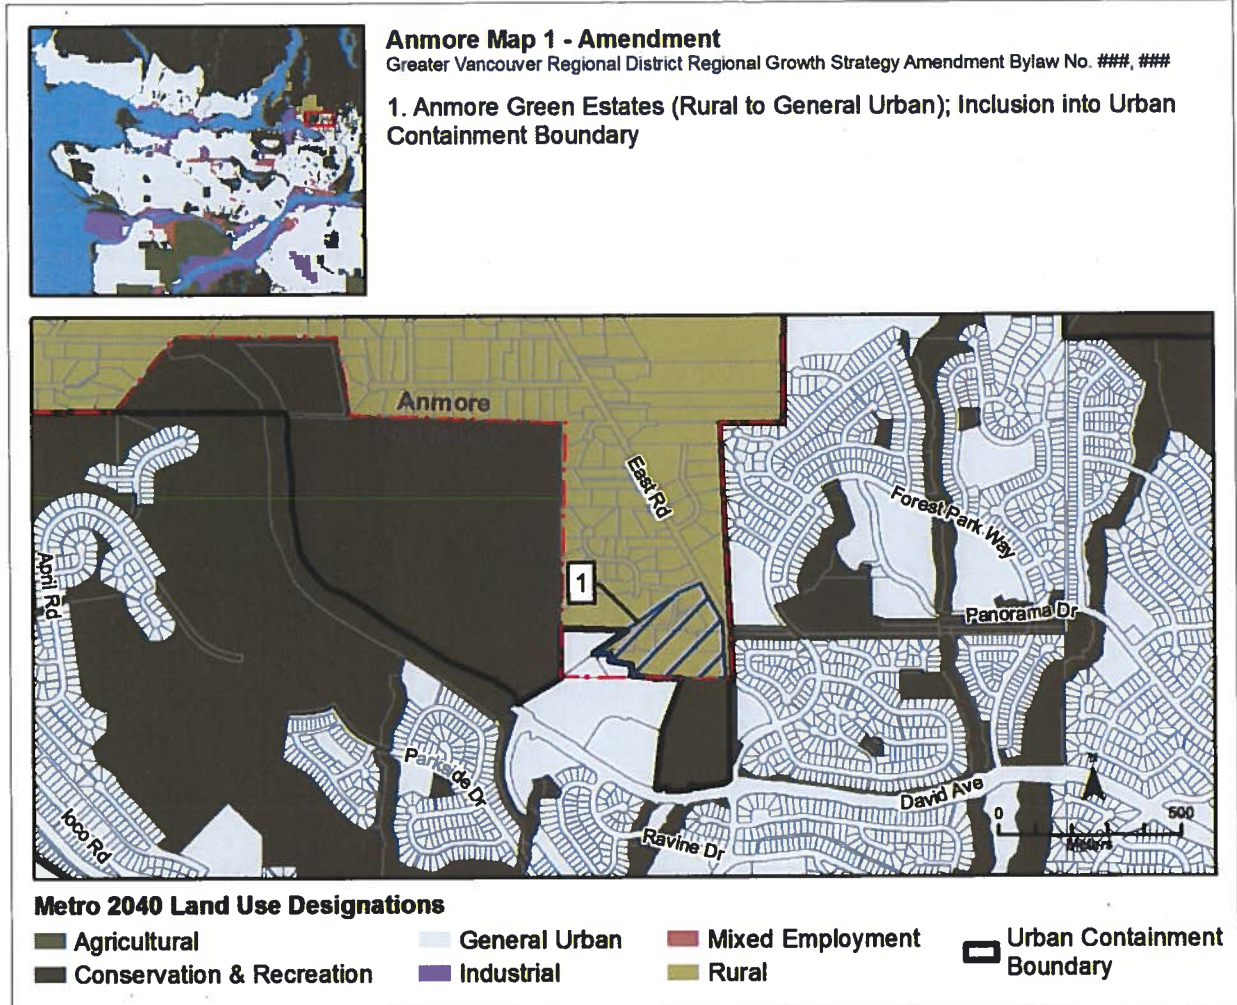 Anmore Map 1 - Amendment
Greater Vancouver Regional District Regional Growth Strategy Amendment Bylaw No. ###, ###
1. Anmore Green Estates (Rural to General Urban); Inclusion into Urban
Containment Boundary
Anmore
East Rd
Forest Park Way
1
Panorama Dr
April Rd
Parkside Dr
David Ave
N
0 500
Meters
Ioco Rd
Ravine Dr
Metro 2040 Land Use Designations
Agricultural
General Urban
Mixed Employment
Urban Containment
Boundary
Conservation & Recreation
Industrial
Rural